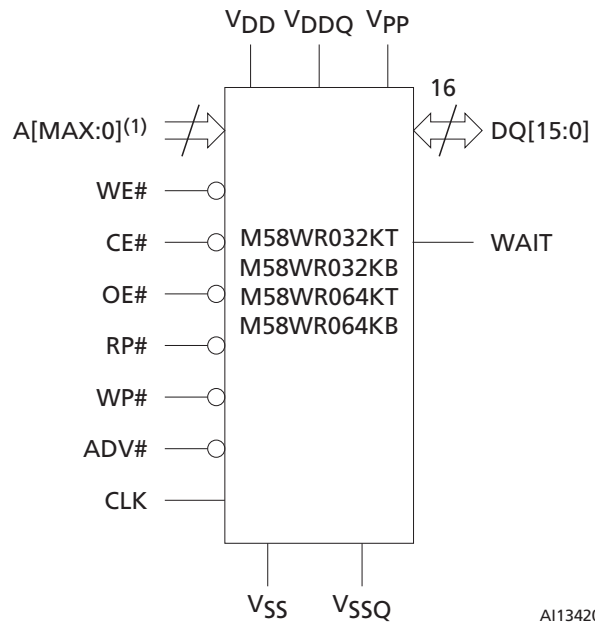 VDD VDDQ VPP
16
A[MAX:0](1)
DQ[15:0]
WE#
CE#
M58WR032KT
WAIT
M58WR032KB
OE#
M58WR064KT
M58WR064KB
RP#
WP#
ADV#
CLK
VSS VSSQ
AI13420